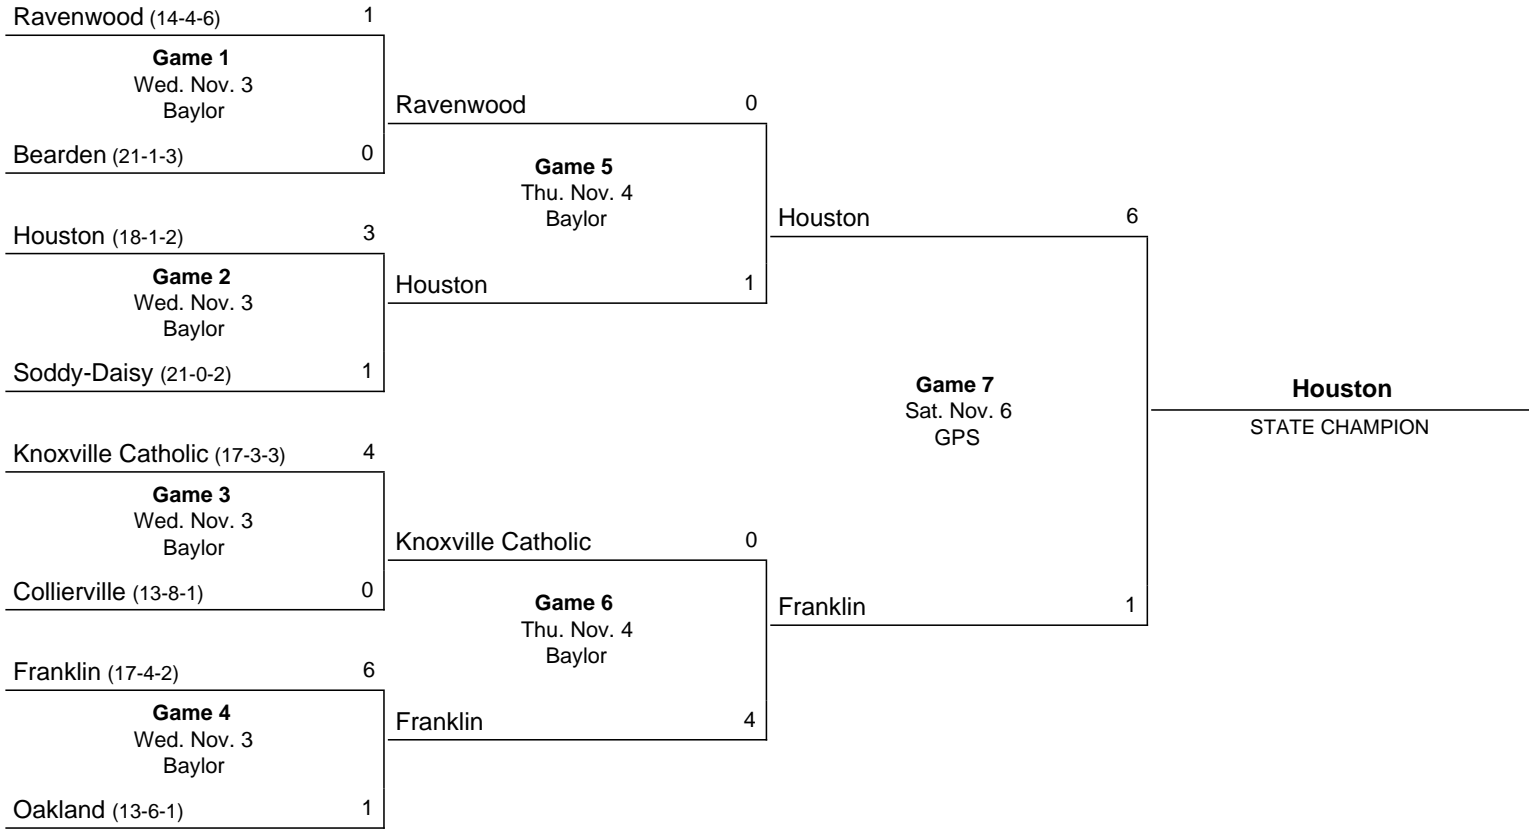 Ravenwood (14-4-6) 1
Game 1
Wed. Nov. 3
Baylor
Bearden (21-1-3) 0
Houston (18-1-2) 3
Game 2
Wed. Nov. 3
Baylor
Soddy-Daisy (21-0-2) 1
Knoxville Catholic (17-3-3) 4
Game 3
Wed. Nov. 3
Baylor
Collierville (13-8-1) 0
Franklin (17-4-2) 6
Game 4
Wed. Nov. 3
Baylor
Oakland (13-6-1) 1
Ravenwood 0
Game 5
Thu. Nov. 4
Baylor
Houston 1
Knoxville Catholic 0
Game 6
Thu. Nov. 4
Baylor
Franklin 4
Houston 6
Game 7
Sat. Nov. 6
GPS
Franklin 1
Houston
STATE CHAMPION